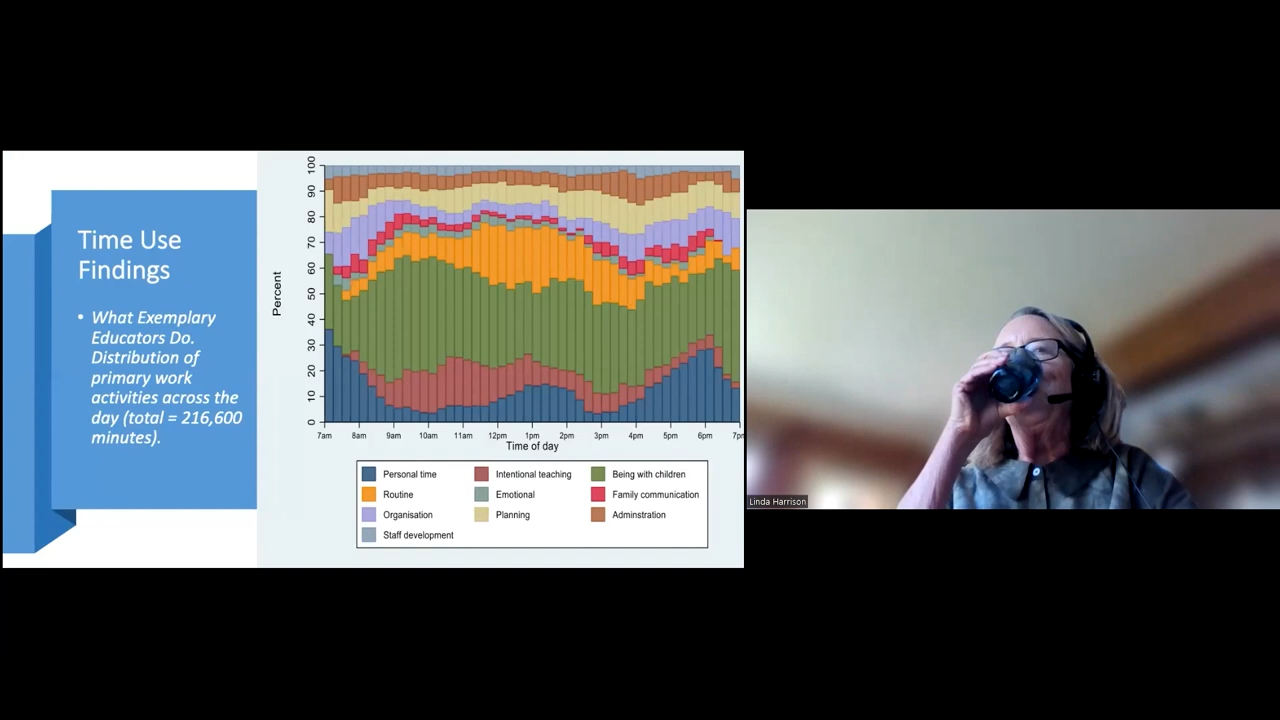 Time Use
Findings
• What Exemplary
Educators Do.
Distribution of
primary work
activities across the
day (total = 216,600
minutes).
Percent
100
90
80
70
60
50
40
30
20
10
0
7am 8am 9am 10am 11am 12pm 1pm 2pm 3pm 4pm 5pm 6pm 7pm
Time of day
Personal time Intentional teaching Being with children
Routine Emotional Family communication
Organisation Planning Adminstration
Staff development
Linda Harrison